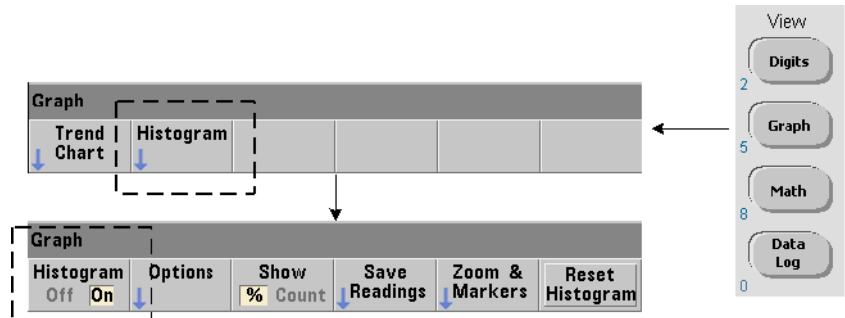 View
Digits
2
Graph
5
Math
8
Data
Log
0
Graph
Trend
Chart
Histogram
Graph
Histogram
Off On
Options
Show
% Count
Save
Readings
Zoom &
Markers
Reset
Histogram